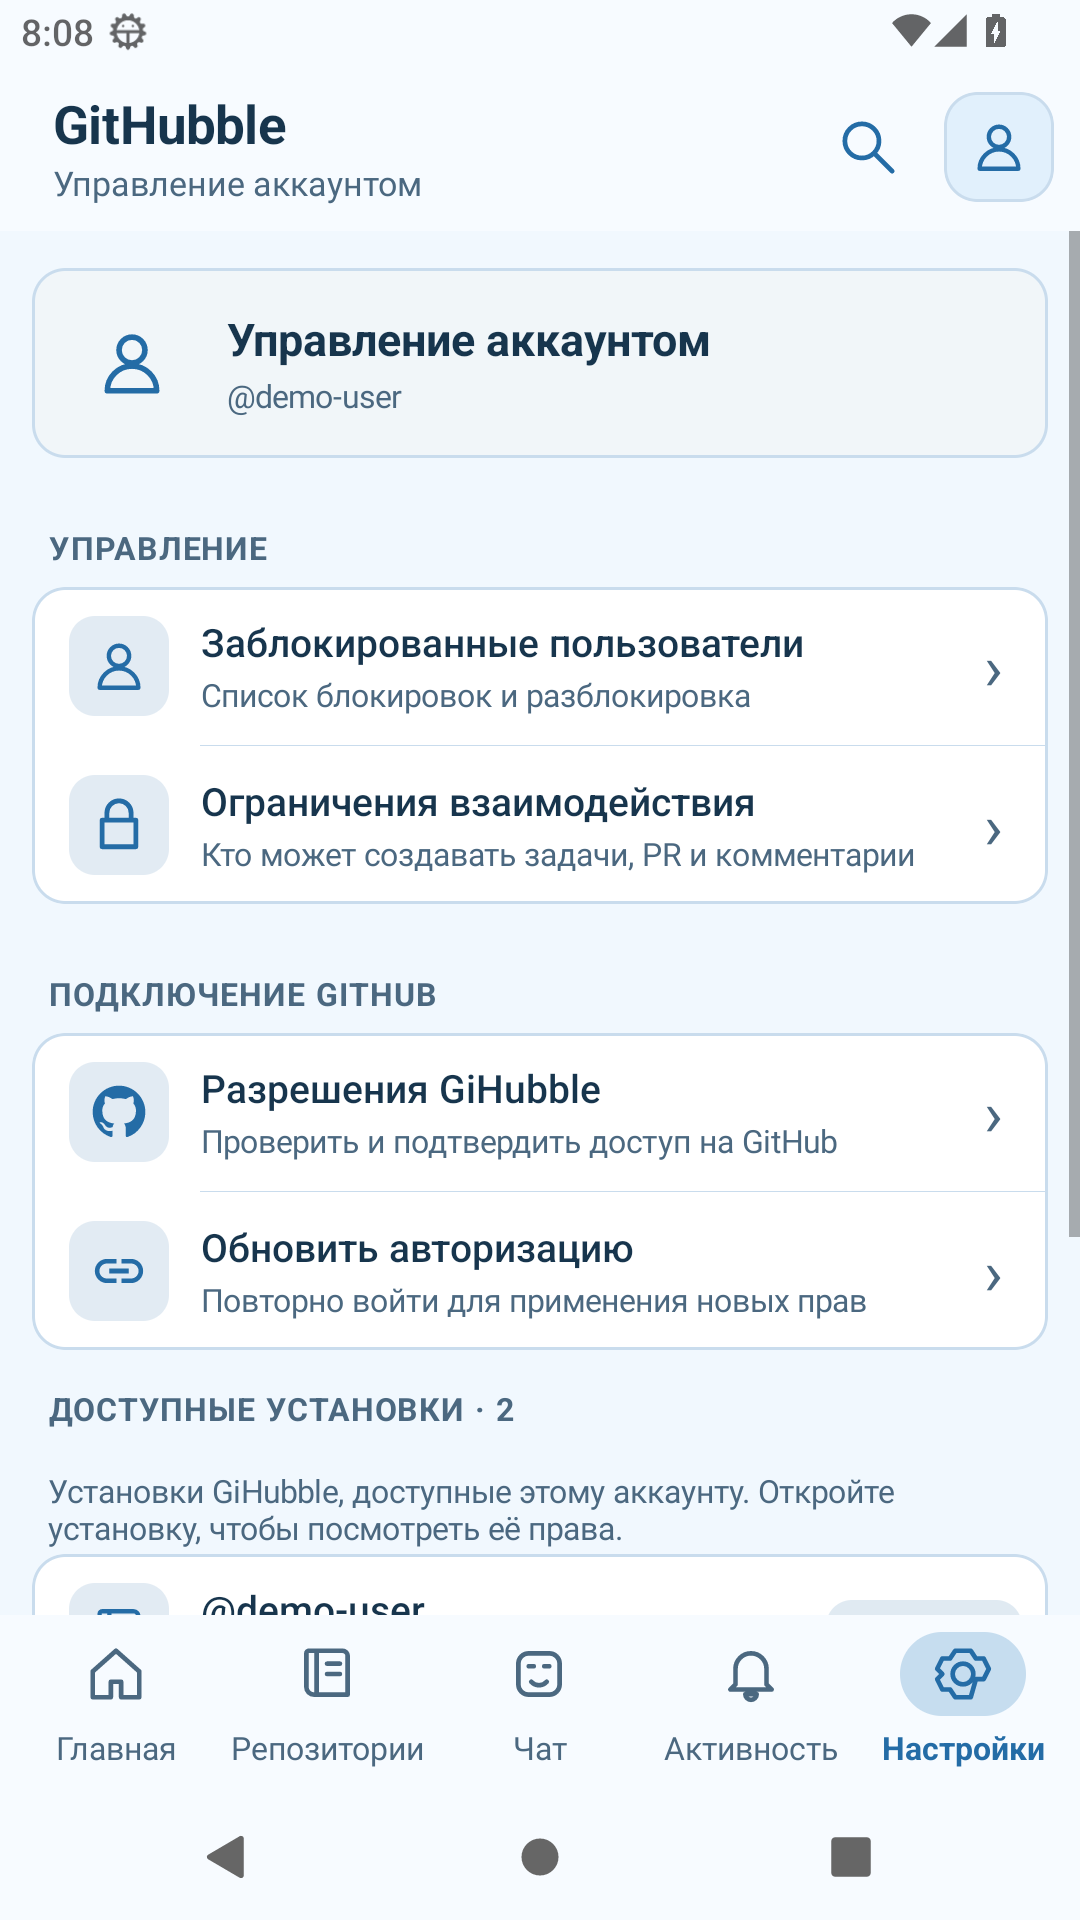 8:08
GitHubble
Управление аккаунтом
Управление аккаунтом
@demo-user
УПРАВЛЕНИЕ
Заблокированные пользователи
Список блокировок и разблокировка
Ограничения взаимодействия
Кто может создавать задачи, PR и комментарии
ПОДКЛЮЧЕНИЕ GITHUB
Разрешения GiHubble
Проверить и подтвердить доступ на GitHub
Обновить авторизацию
Повторно войти для применения новых прав
ДОСТУПНЫЕ УСТАНОВКИ · 2
Установки GiHubble, доступные этому аккаунту. Откройте
установку, чтобы посмотреть её права.
@demo-user
Главная
Репозитории
Чат
Активность
Настройки